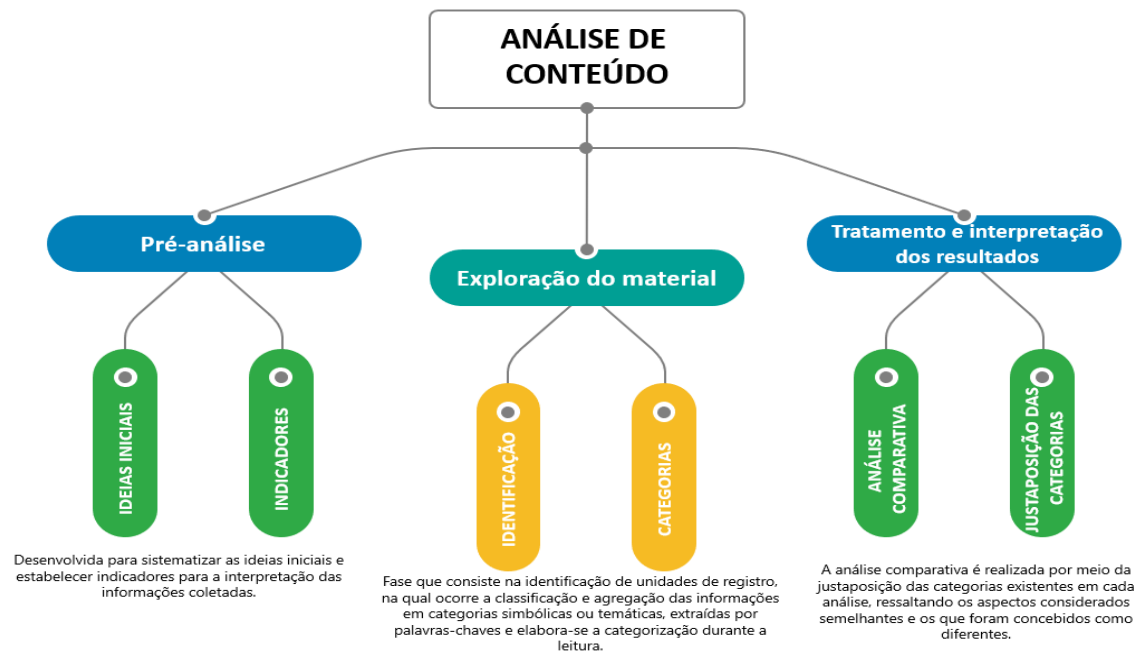 ANÁLISE DE
CONTEÚDO
Pré-análise
IDEIAS INICIAIS
INDICADORES
Desenvolvida para sistematizar as ideias iniciais e
estabelecer indicadores para a interpretação das
informações coletadas.
Exploração do material
IDENTIFICAÇÃO
CATEGORIAS
Fase que consiste na identificação de unidades de registro,
na qual ocorre a classificação e agregação das informações
em categorias simbólicas ou temáticas, extraídas por
palavras-chaves e elabora-se a categorização durante a
leitura.
Tratamento e interpretação
dos resultados
ANÁLISE
COMPARATIVA
JUSTAPOSIÇÃO DAS
CATEGORIAS
A análise comparativa é realizada por meio da
justaposição das categorias existentes em cada
análise, ressaltando os aspectos considerados
semelhantes e os que foram concebidos como
diferentes.